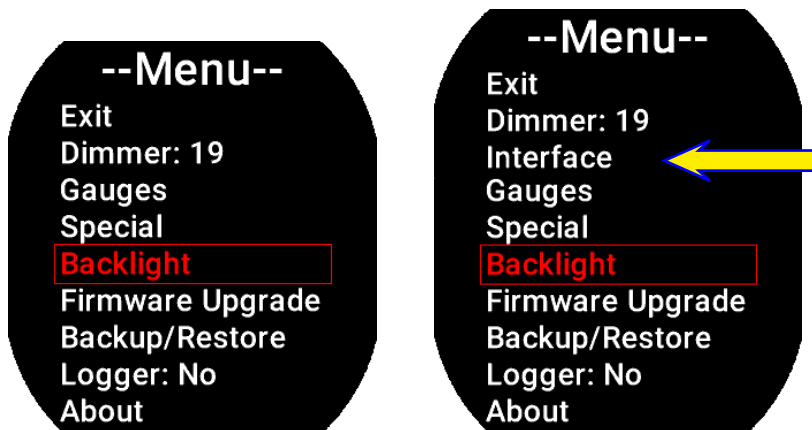 --Menu--
Exit
Dimmer: 19
Gauges
Special
Backlight
Firmware Upgrade
Backup/Restore
Logger: No
About
--Menu--
Exit
Dimmer: 19
Interface
Gauges
Special
Backlight
Firmware Upgrade
Backup/Restore
Logger: No
About